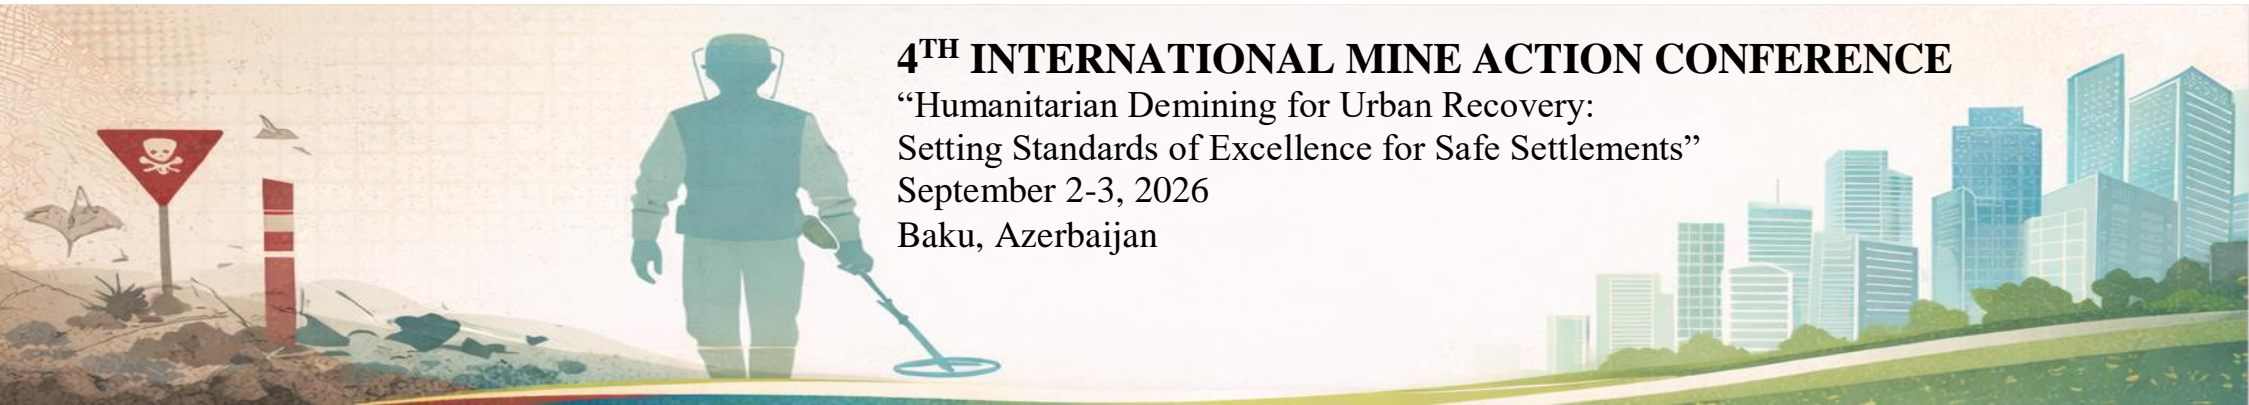 4TH INTERNATIONAL MINE ACTION CONFERENCE
“Humanitarian Demining for Urban Recovery:
Setting Standards of Excellence for Safe Settlements”
September 2-3, 2026
Baku, Azerbaijan